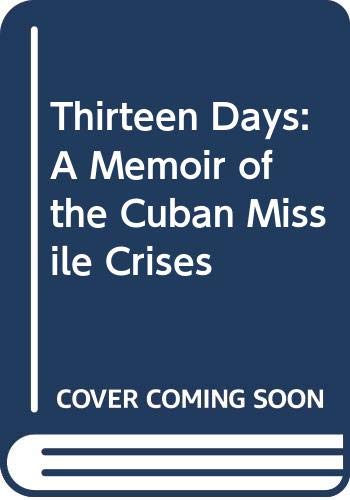 Thirteen Days:
A Memoir of
the Cuban Miss
ile Crises
COVER COMING SOON